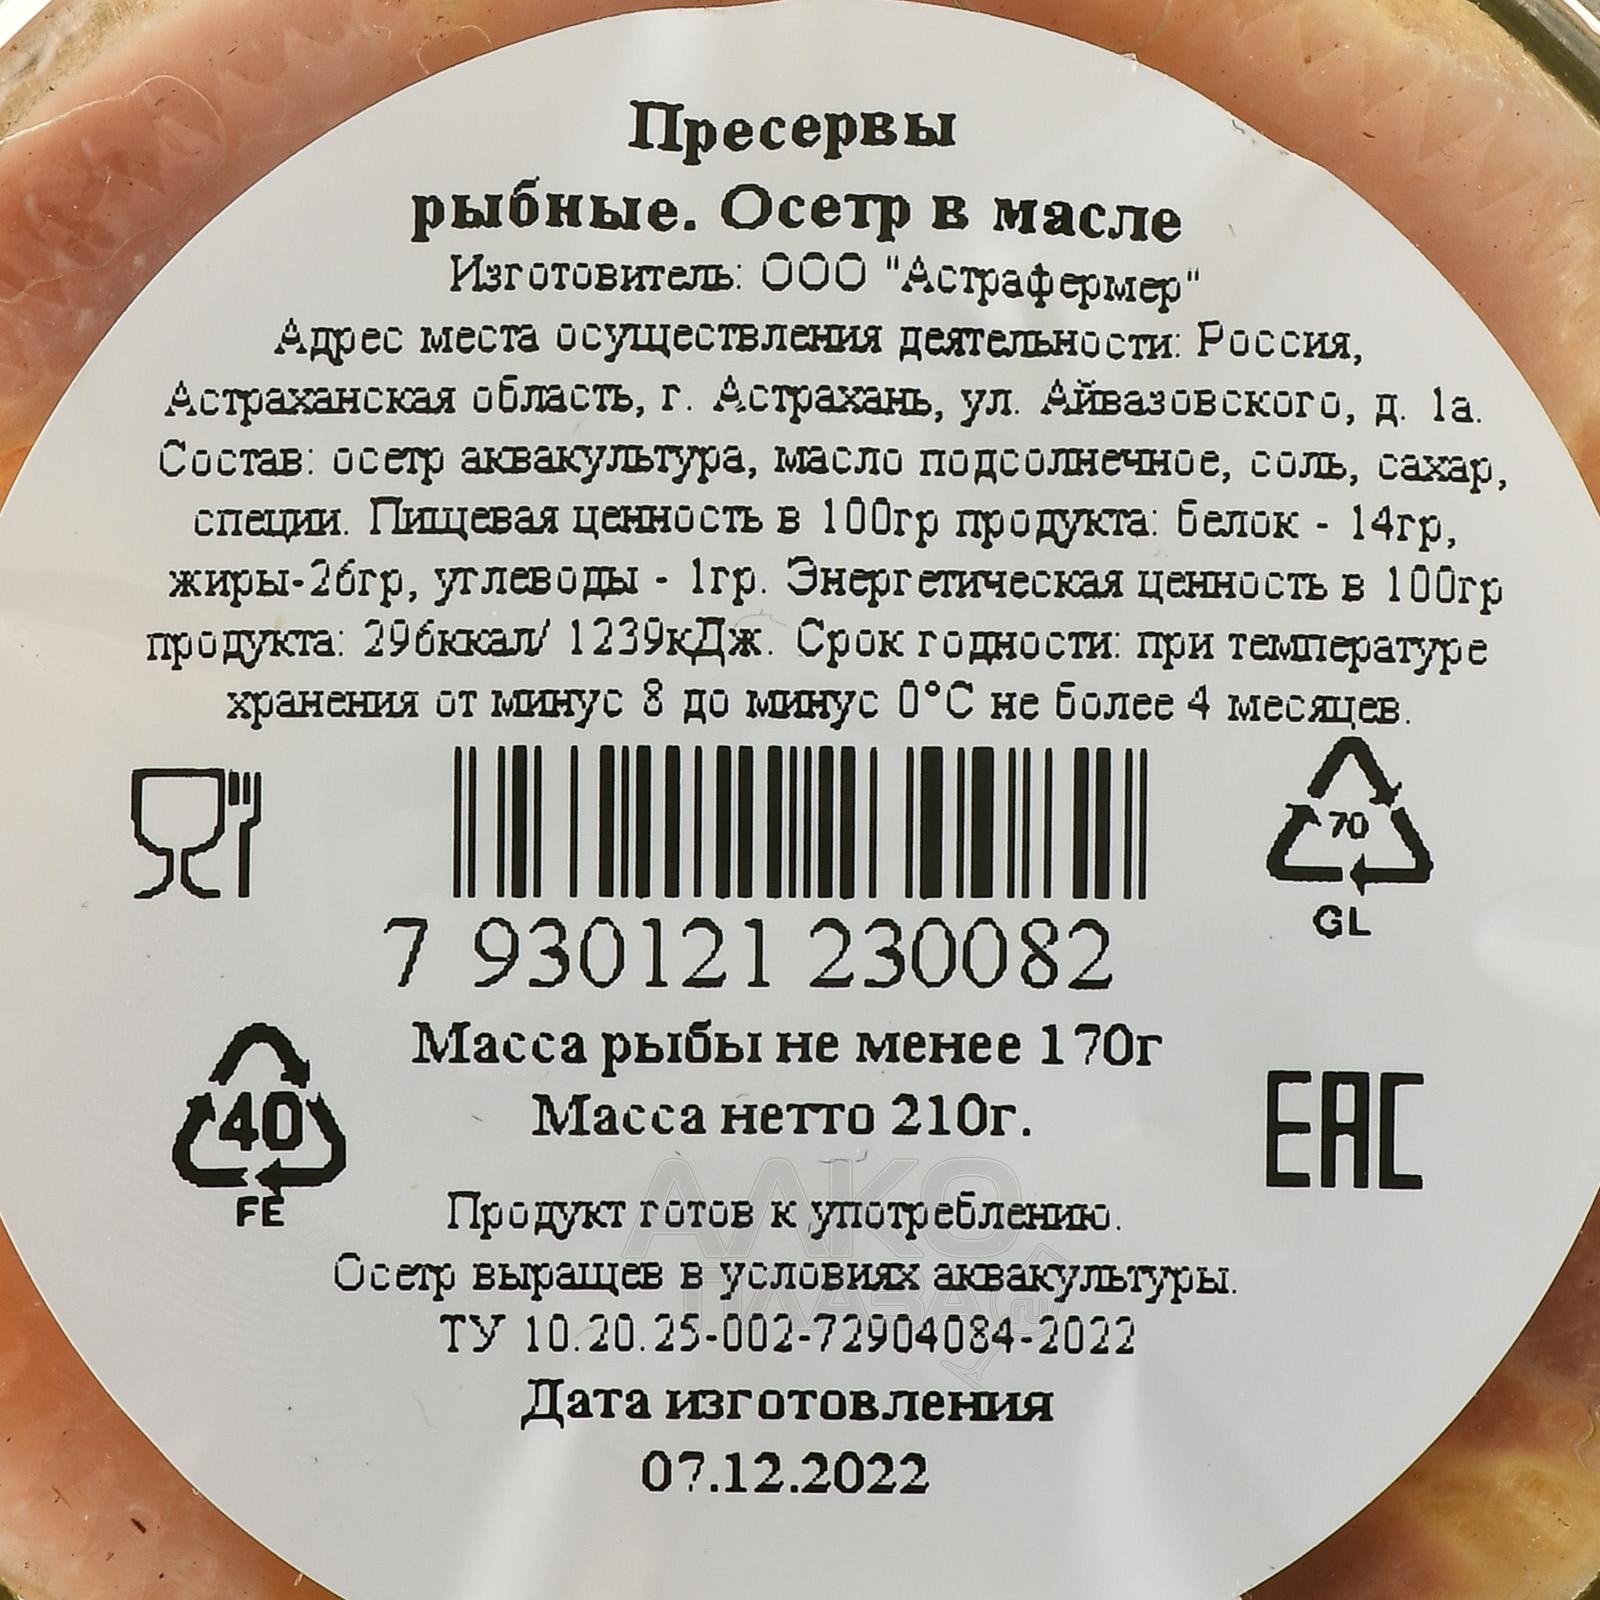 Пресервы
рыбные. Осетр в масле
Изготовитель: ООО "Астрафермер"
Адрес места осуществления деятельности: Россия,
Астраханская область, г. Астрахань, ул. Айвазовского, д. 1а.
Состав: осетр аквакультура, масло подсолнечное, соль, сахар,
специи. Пищевая ценность в 100гр продукта: белок - 14гр,
жиры-26гр, углеводы - 1гр. Энергетическая ценность в 100гр
продукта: 296ккал/ 1239кДж. Срок годности: при температуре
хранения от минус 8 до минус 0°С не более 4 месяцев.
70
GL
7 930121 230082
Масса рыбы не менее 170г
Масса нетто 210г.
40
FE
EAC
Продукт готов к употреблению.
Осетр выращев в условиях аквакультуры.
ТУ 10.20.25-002-72904084-2022
Дата изготовления
07.12.2022
ААКО
ПЛАЗА.ru